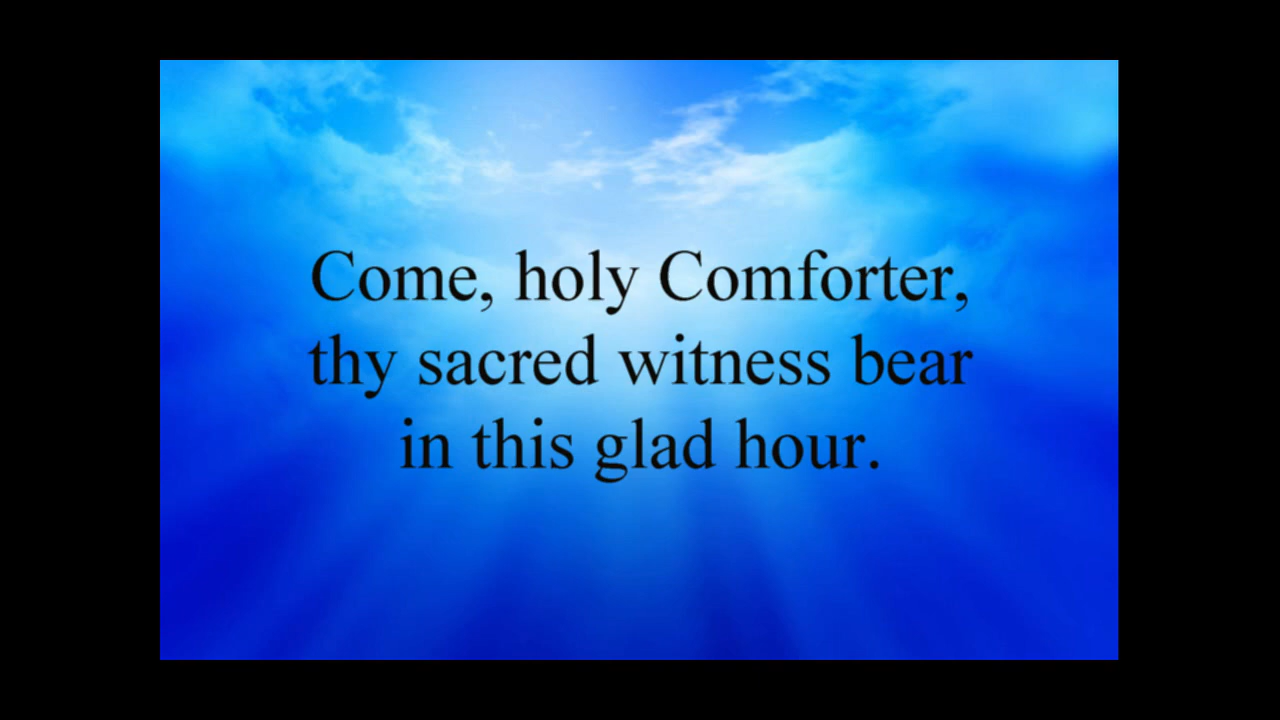 Come, holy Comforter,
thy sacred witness bear
in this glad hour.